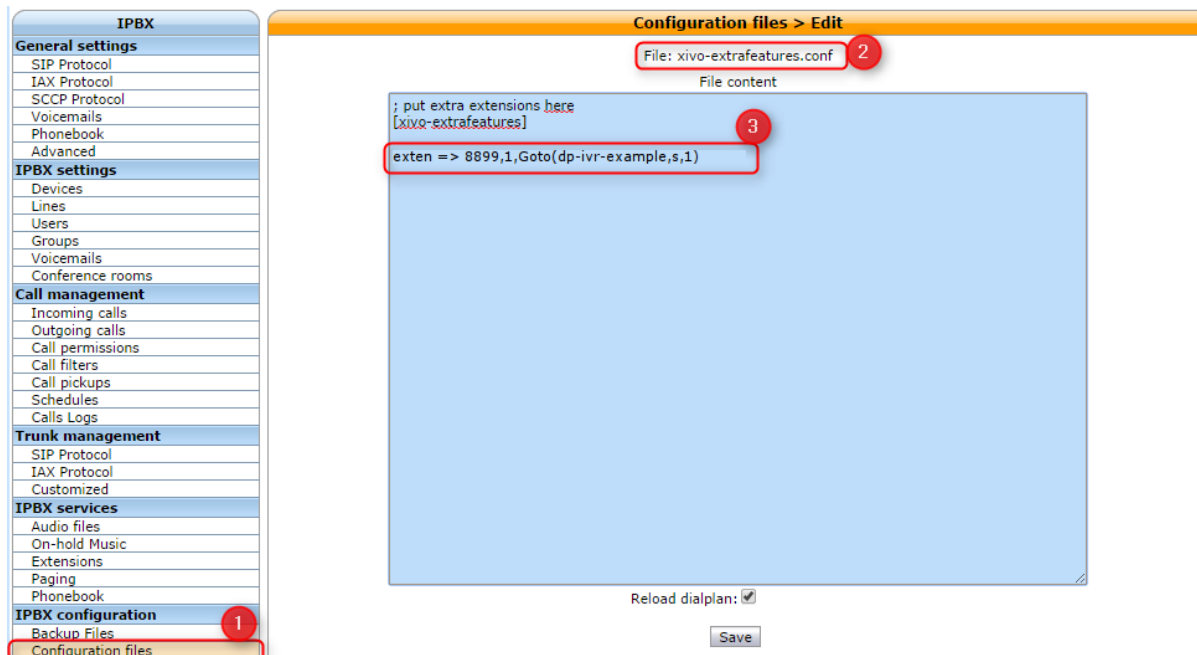 IPBX
General settings
SIP Protocol
IAX Protocol
SCCP Protocol
Voicemails
Phonebook
Advanced
IPBX settings
Devices
Lines
Users
Groups
Voicemails
Conference rooms
Call management
Incoming calls
Outgoing calls
Call permissions
Call filters
Call pickups
Schedules
Calls Logs
Trunk management
SIP Protocol
IAX Protocol
Customized
IPBX services
Audio files
On-hold Music
Extensions
Paging
Phonebook
IPBX configuration
1
Backup Files
Configuration files
Configuration files > Edit
File: xivo-extrafeatures.conf
2
File content
; put extra extensions here
[xivo-extrafeatures]
3
exten => 8899,1,Goto(dp-ivr-example,s,1)
Reload dialplan:
Save